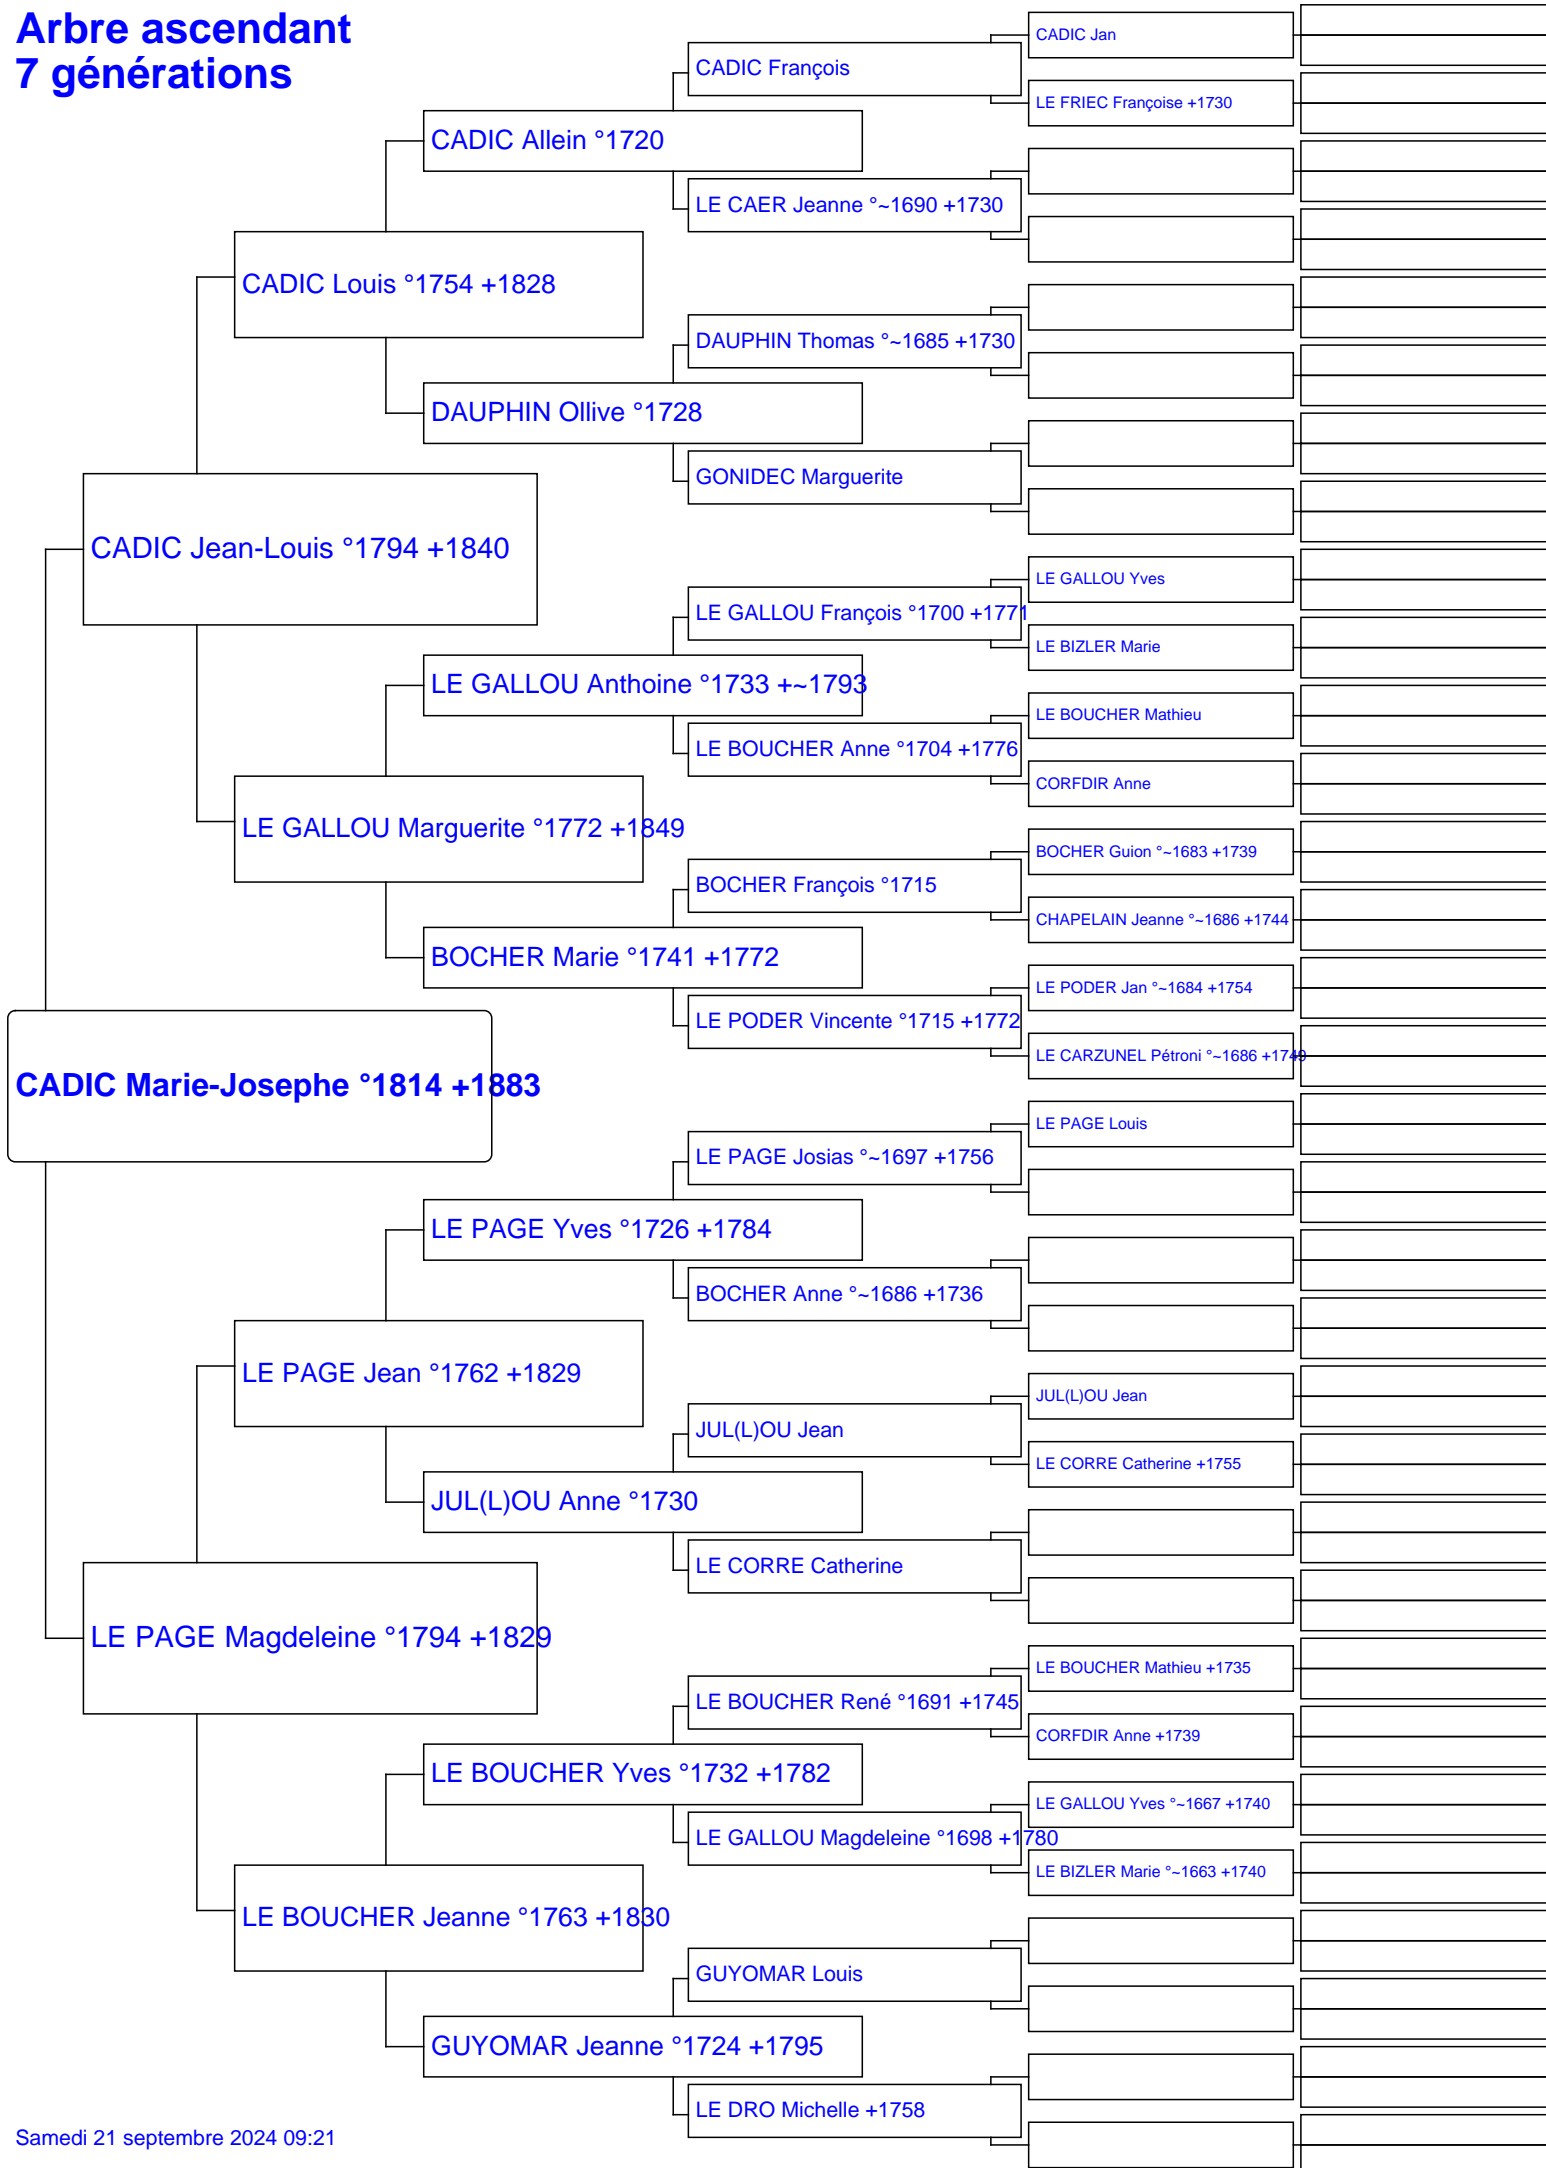 Arbre ascendant
7 générations
CADIC Jan
CADIC François
LE FRIEC Françoise +1730
CADIC Allein °1720
LE CAER Jeanne °~1690 +1730
CADIC Louis °1754 +1828
DAUPHIN Thomas °~1685 +1730
DAUPHIN Ollive °1728
GONIDEC Marguerite
CADIC Jean-Louis °1794 +1840
LE GALLOU Yves
LE GALLOU François °1700 +1771
LE BIZLER Marie
LE GALLOU Anthoine °1733 +~1793
LE BOUCHER Mathieu
LE BOUCHER Anne °1704 +1776
CORFDIR Anne
LE GALLOU Marguerite °1772 +1849
BOCHER Guion °~1683 +1739
BOCHER François °1715
CHAPELAIN Jeanne °~1686 +1744
BOCHER Marie °1741 +1772
LE PODER Jan °~1684 +1754
LE PODER Vincente °1715 +1772
LE CARZUNEL Pétroni °~1686 +1749
CADIC Marie-Josephe °1814 +1883
LE PAGE Louis
LE PAGE Josias °~1697 +1756
LE PAGE Yves °1726 +1784
BOCHER Anne °~1686 +1736
LE PAGE Jean °1762 +1829
JUL(L)OU Jean
JUL(L)OU Jean
LE CORRE Catherine +1755
JUL(L)OU Anne °1730
LE CORRE Catherine
LE PAGE Magdeleine °1794 +1829
LE BOUCHER Mathieu +1735
LE BOUCHER René °1691 +1745
CORFDIR Anne +1739
LE BOUCHER Yves °1732 +1782
LE GALLOU Yves °~1667 +1740
LE GALLOU Magdeleine °1698 +1780
LE BIZLER Marie °~1663 +1740
LE BOUCHER Jeanne °1763 +1830
GUYOMAR Louis
GUYOMAR Jeanne °1724 +1795
LE DRO Michelle +1758
Samedi 21 septembre 2024 09:21